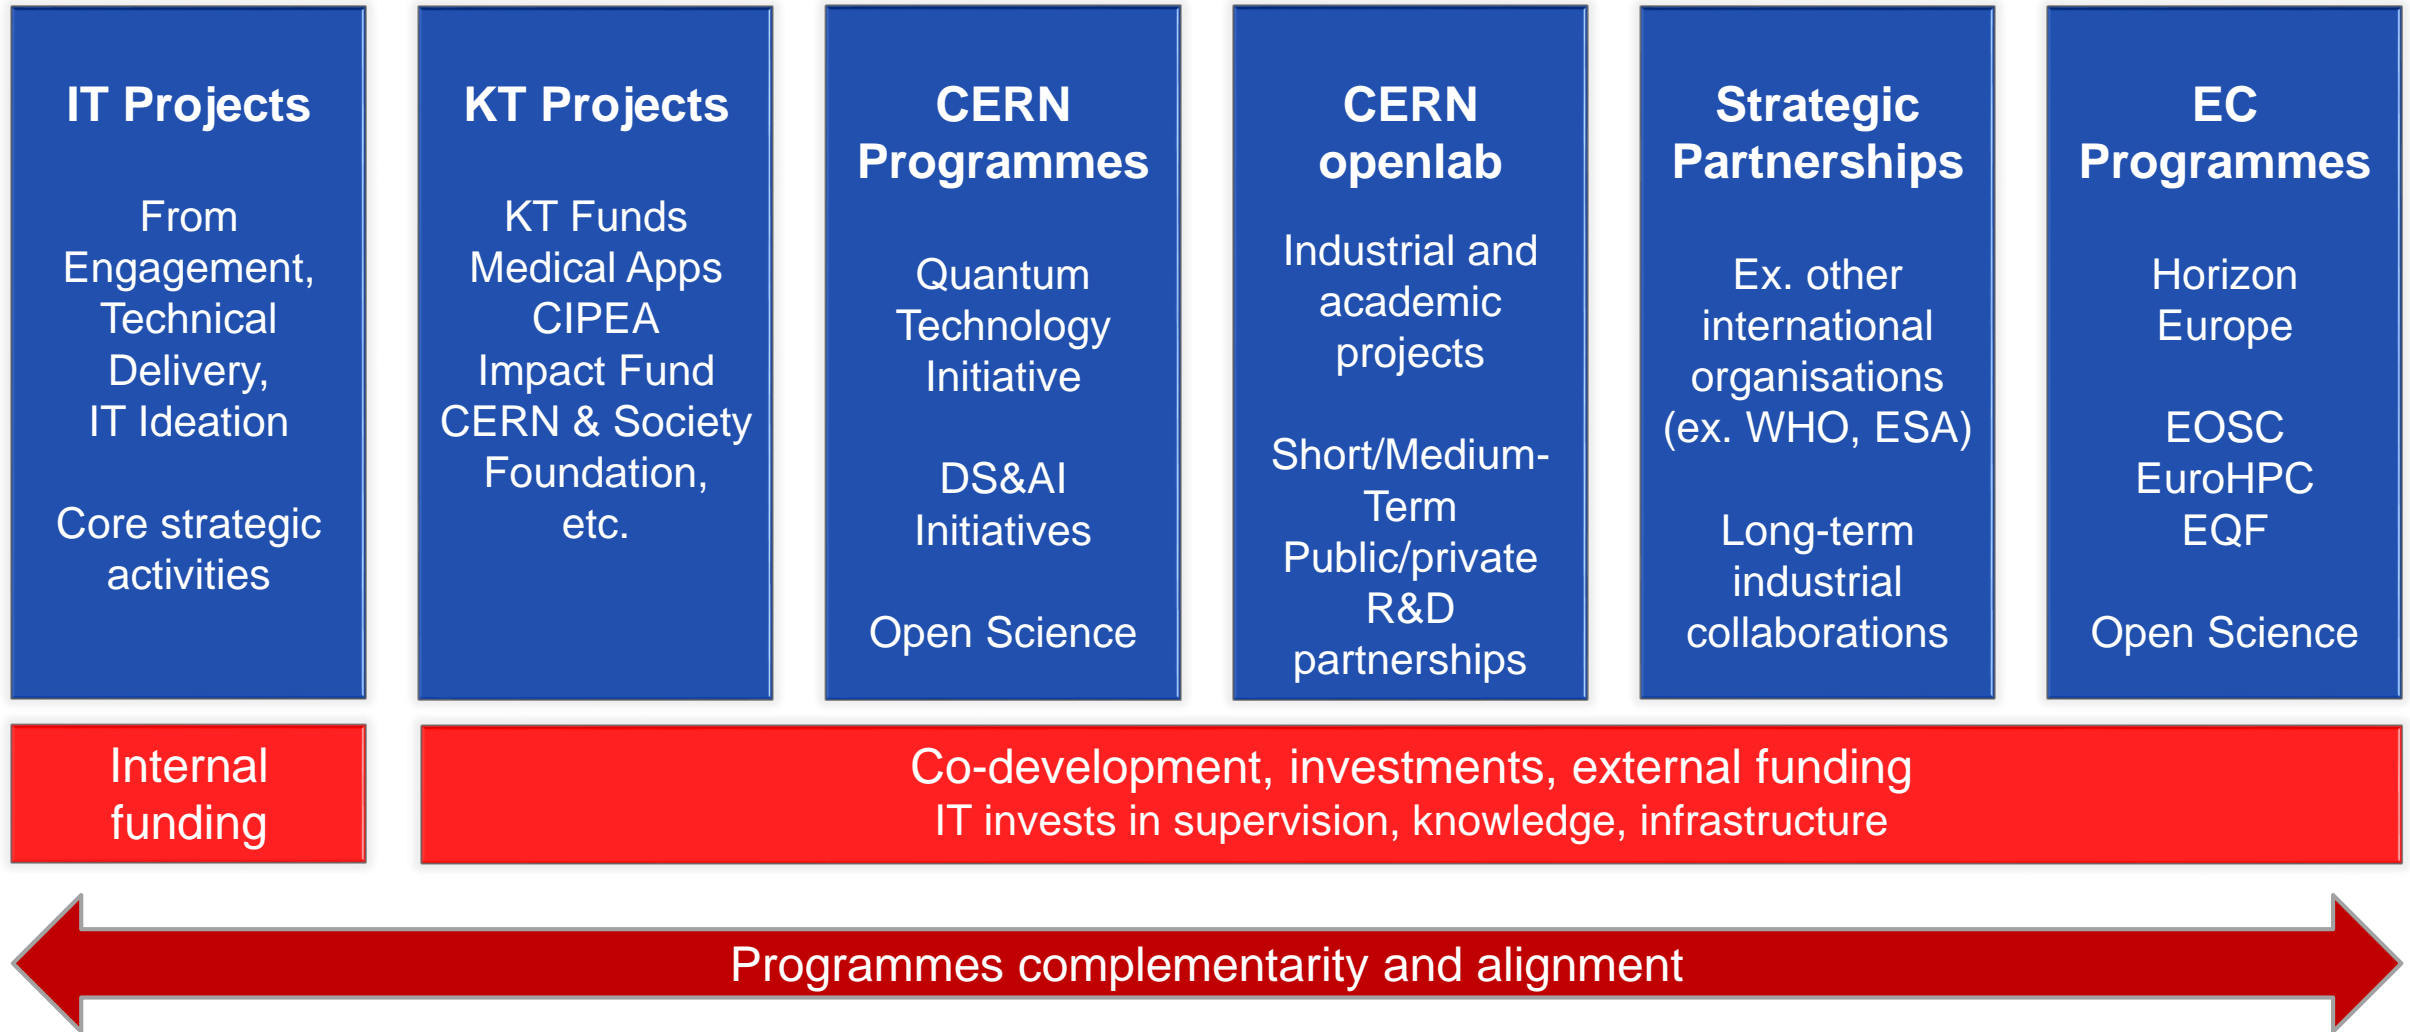 IT Projects
From
Engagement,
Technical
Delivery,
IT Ideation
Core strategic
activities
KT Projects
KT Funds
Medical Apps
CIPEA
Impact Fund
CERN & Society
Foundation,
etc.
CERN
Programmes
Quantum
Technology
Initiative
DS&AI
Initiatives
Open Science
CERN
openlab
Industrial and
academic
projects
Short/Medium-
Term
Public/private
R&D
partnerships
Strategic
Partnerships
Ex. other
international
organisations
(ex. WHO, ESA)
Long-term
industrial
collaborations
EC
Programmes
Horizon
Europe
EOSC
EuroHPC
EQF
Open Science
Internal
funding
Co-development, investments, external funding
IT invests in supervision, knowledge, infrastructure
Programmes complementarity and alignment